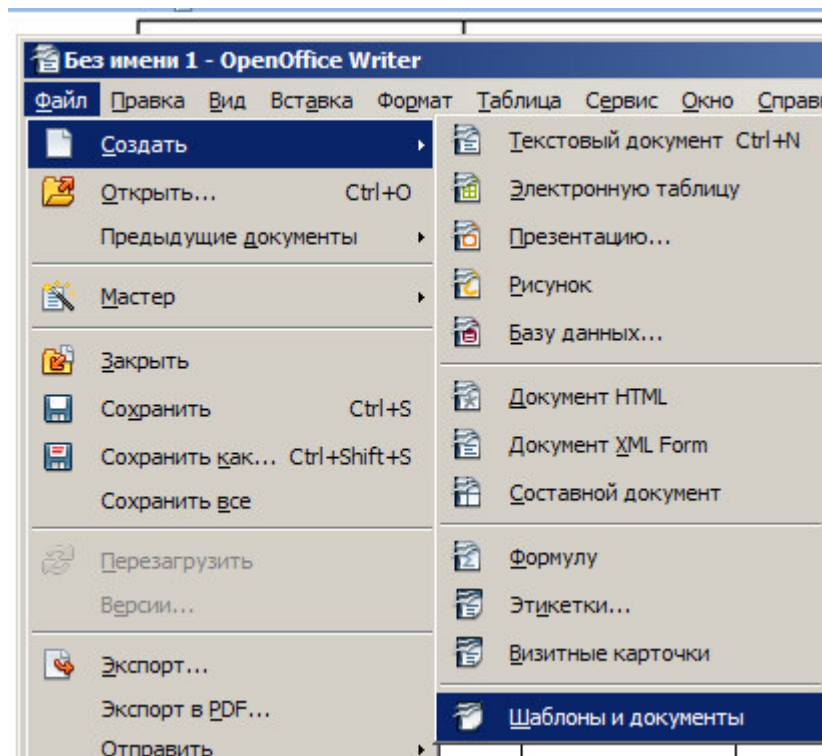 Без имени 1 - OpenOffice Writer
Файл Правка Вид Вставка Формат Таблица Сервис Окно Справ
Создать
Открыть... Ctrl+O
Предыдущие документы
Мастер
Закрыть
Сохранить Ctrl+S
Сохранить как... Ctrl+Shift+S
Сохранить все
Перезагрузить
Версии...
Экспорт...
Экспорт в PDF...
Отправить
Текстовый документ Ctrl+N
Электронную таблицу
Презентацию...
Рисунок
Базу данных...
Документ HTML
Документ XML Form
Составной документ
Формулу
Этикетки...
Визитные карточки
Шаблоны и документы